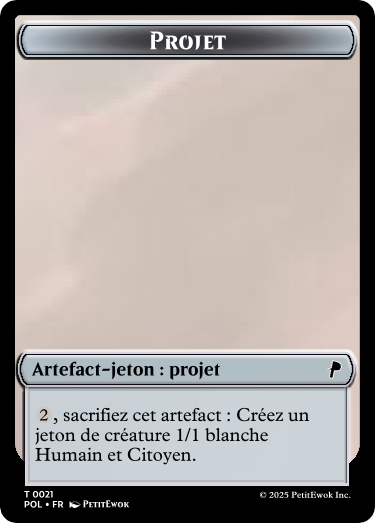 Projet
Artefact-jeton : projet
2, sacrifiez cet artefact : Créez un
jeton de créature 1/1 blanche
Humain et Citoyen.
T 0021
POL • FR PetitEwok
© 2025 PetitEwok Inc.